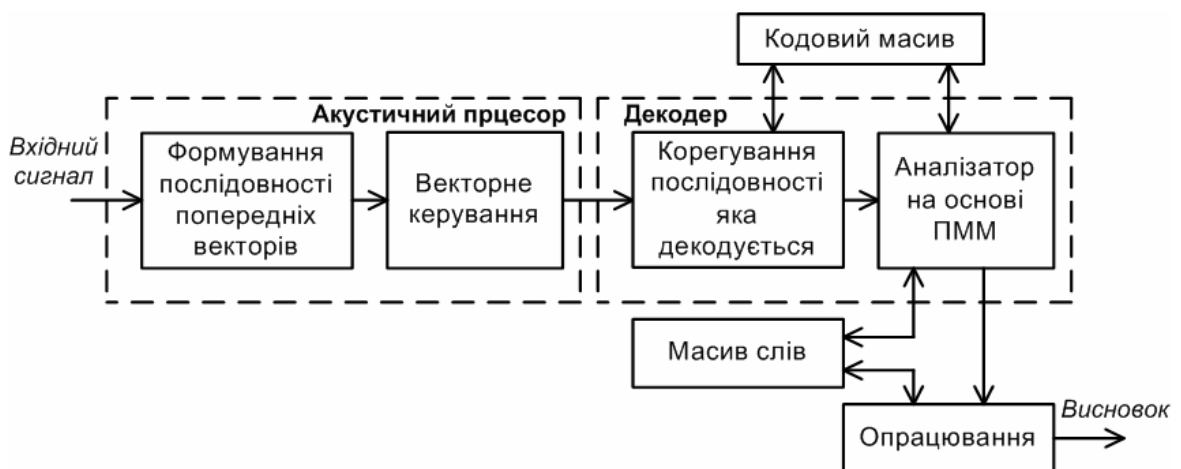 Кодовий масив
Акустичний прцесор
Декодер
Вхідний
сигнал
Формування
послідовності
попередніх
векторів
Векторне
керування
Корегування
послідовності
яка
декодується
Аналізатор
на основі
ПММ
Масив слів
Опрацювання
Висновок